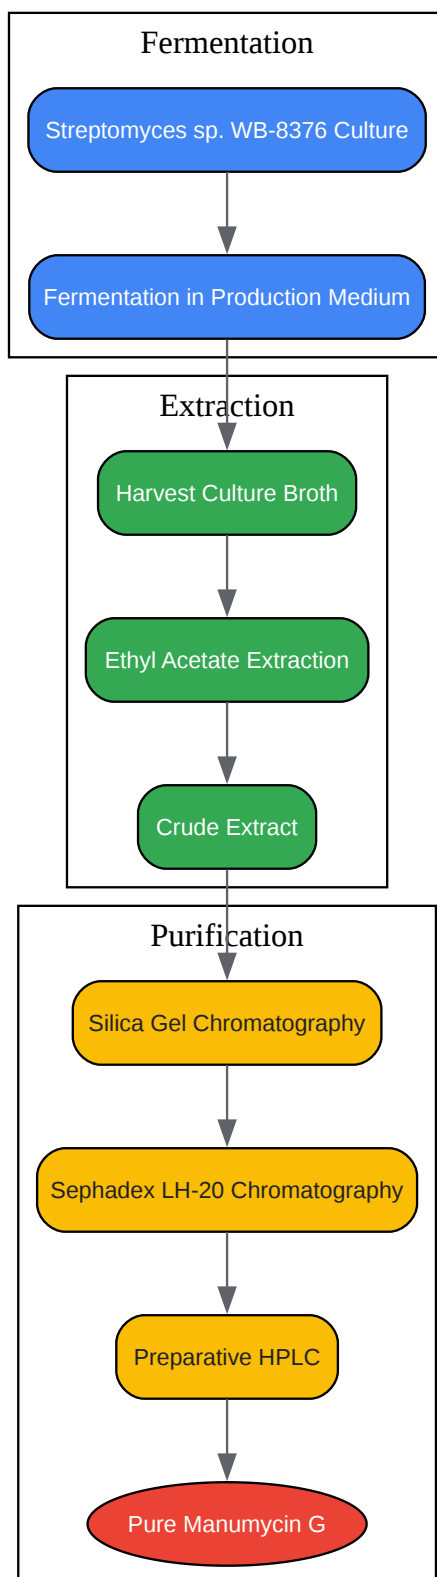 Fermentation
Streptomyces sp. WB-8376 Culture
Fermentation in Production Medium
Extraction
Harvest Culture Broth
Ethyl Acetate Extraction
Crude Extract
Purification
Silica Gel Chromatography
Sephadex LH-20 Chromatography
Preparative HPLC
Pure Manumycin G